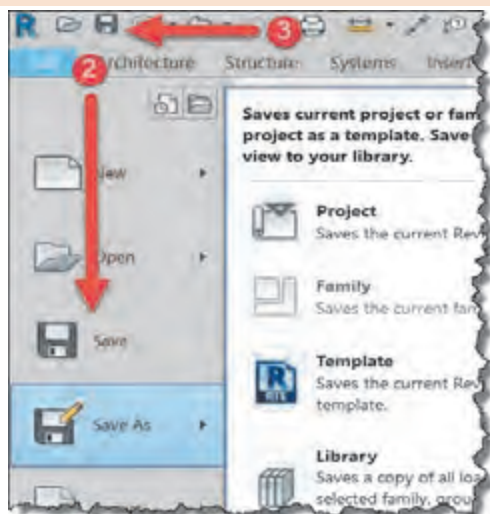 R
3
2
Architecture Structure Systems Insert
Saves current project or fam
project as a template. Save
view to your library.
New
Project
Saves the current Rev
Open
Family
Saves the current fam
Save
Template
R
Saves the current Rev
template.
Save As
Library
Saves a copy of all loa
selected family, grou